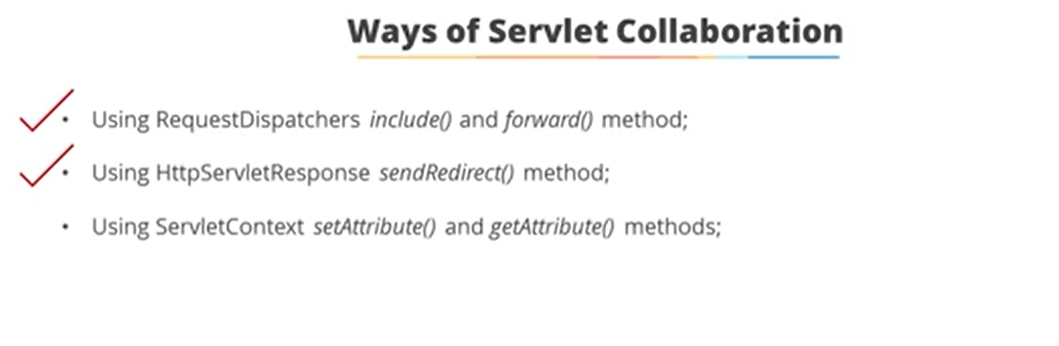 Ways of Servlet Collaboration
• Using RequestDispatchers include() and forward() method;
• Using HttpServletResponse sendRedirect() method;
• Using ServletContext setAttribute() and getAttribute() methods;